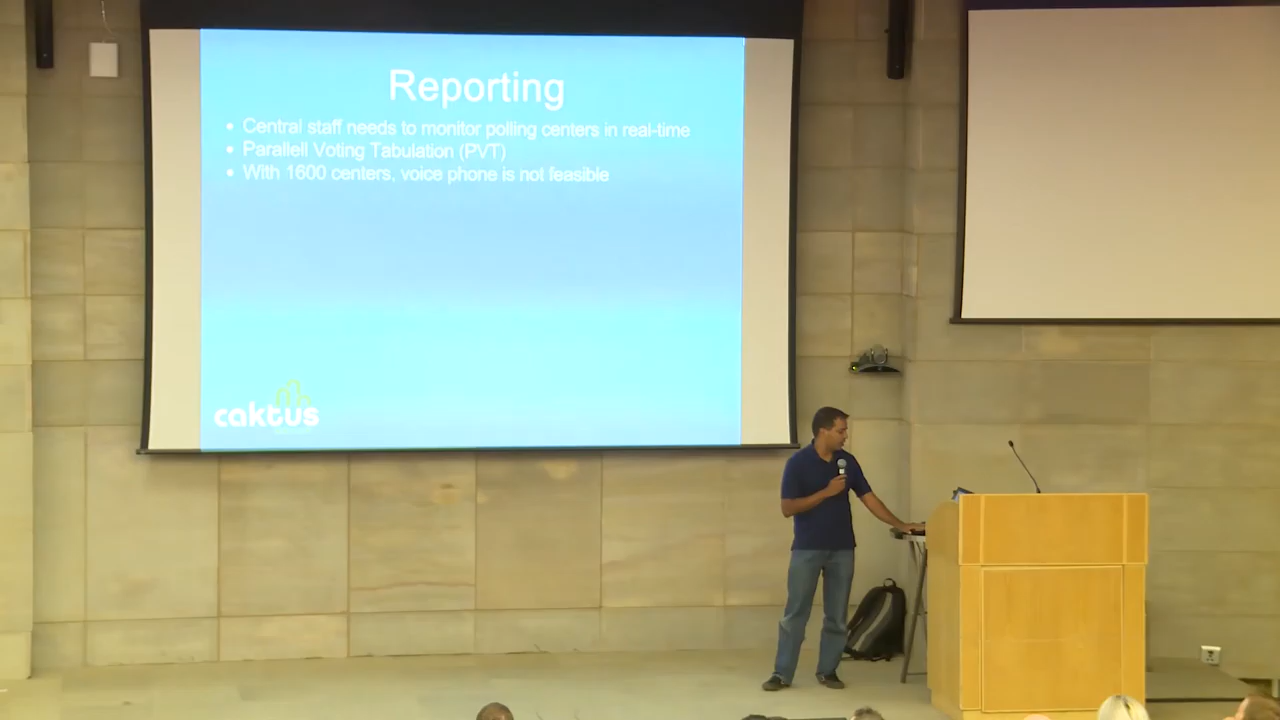 Reporting
• Central staff needs to monitor polling centers in real-time
• Parallell Voting Tabulation (PVT)
• With 1600 centers, voice phone is not feasible
caktus